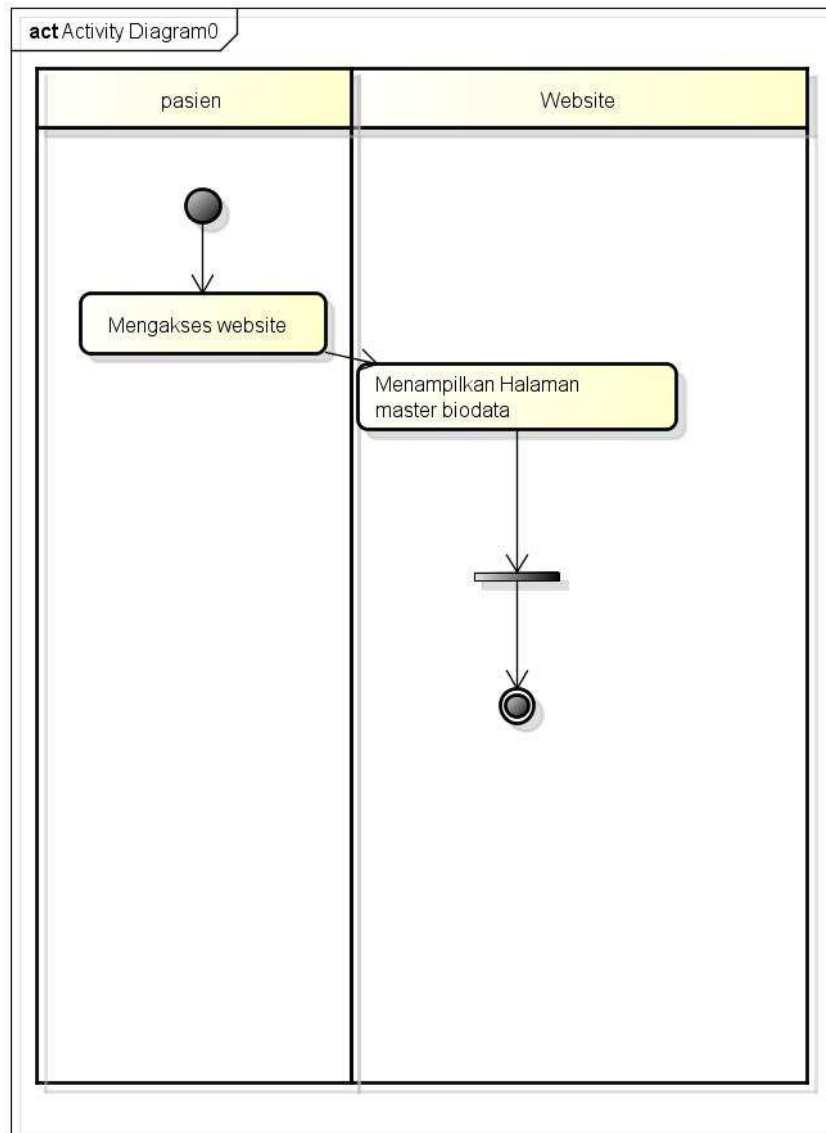 act Activity Diagram0
pasien
Website
Mengakses website
Menampilkan Halaman
master biodata